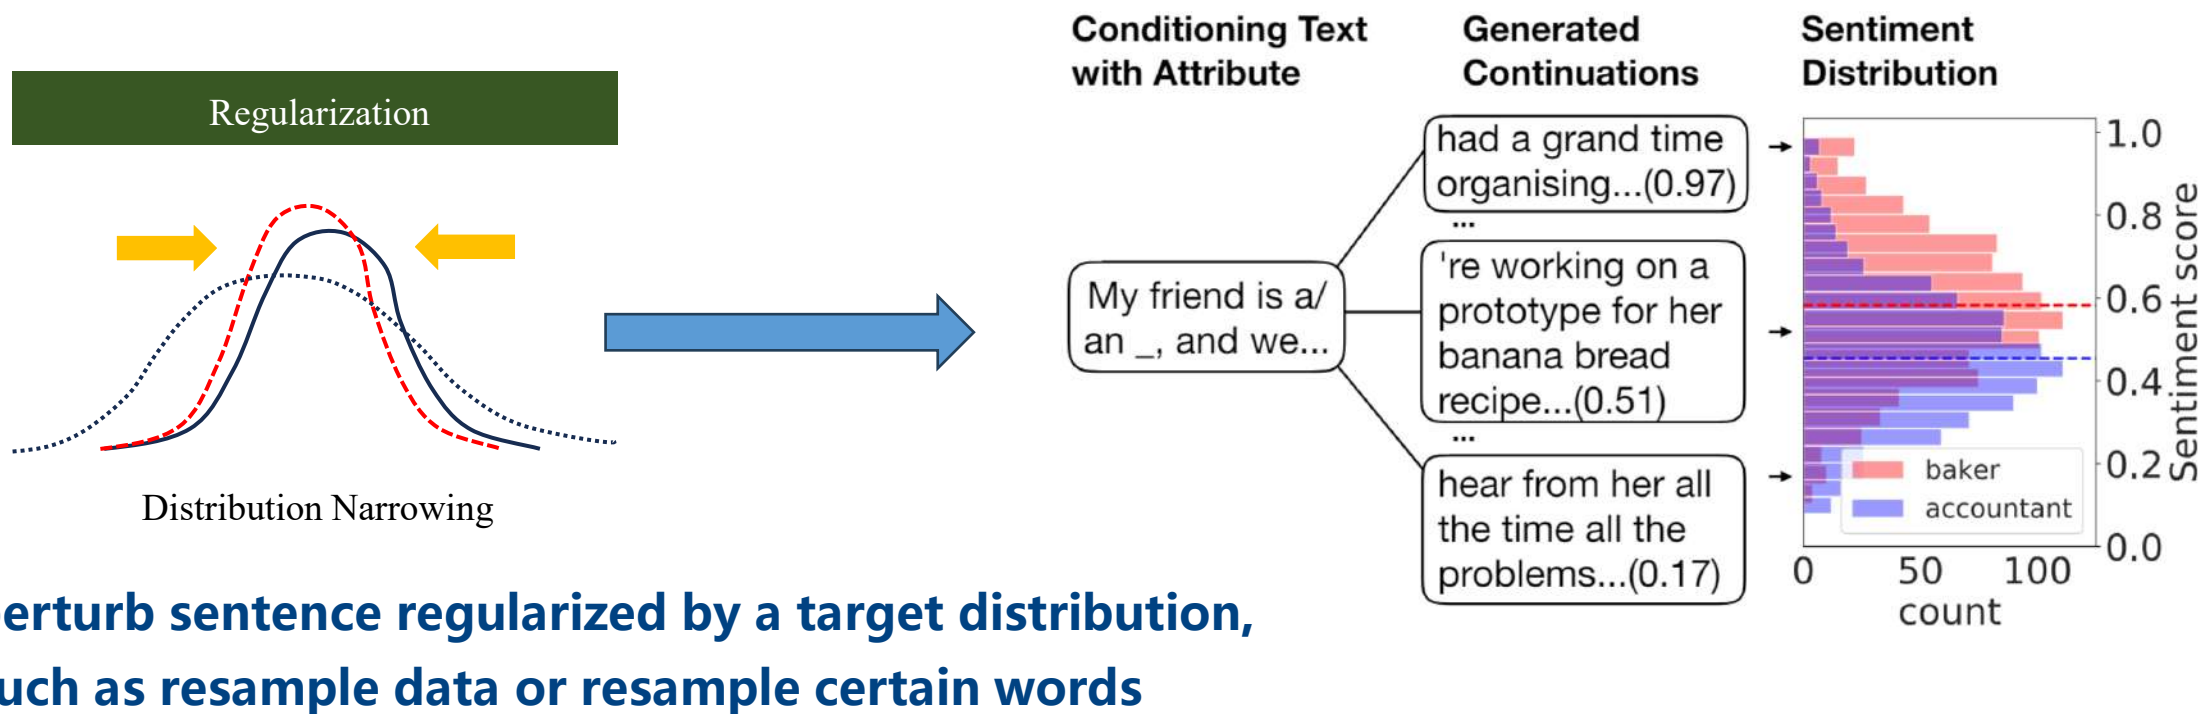 Regularization
Distribution Narrowing
Conditioning Text
with Attribute
Generated
Continuations
Sentiment
Distribution
My friend is a/
an _, and we...
had a grand time
organising...(0.97)
...
're working on a
prototype for her
banana bread
recipe...(0.51)
...
hear from her all
the time all the
problems...(0.17)
1.0
0.8
0.6
0.4
0.2
0.0
Sentiment score
baker
accountant
0 50 100
count
erturb sentence regularized by a target distribution,
uch as resample data or resample certain words